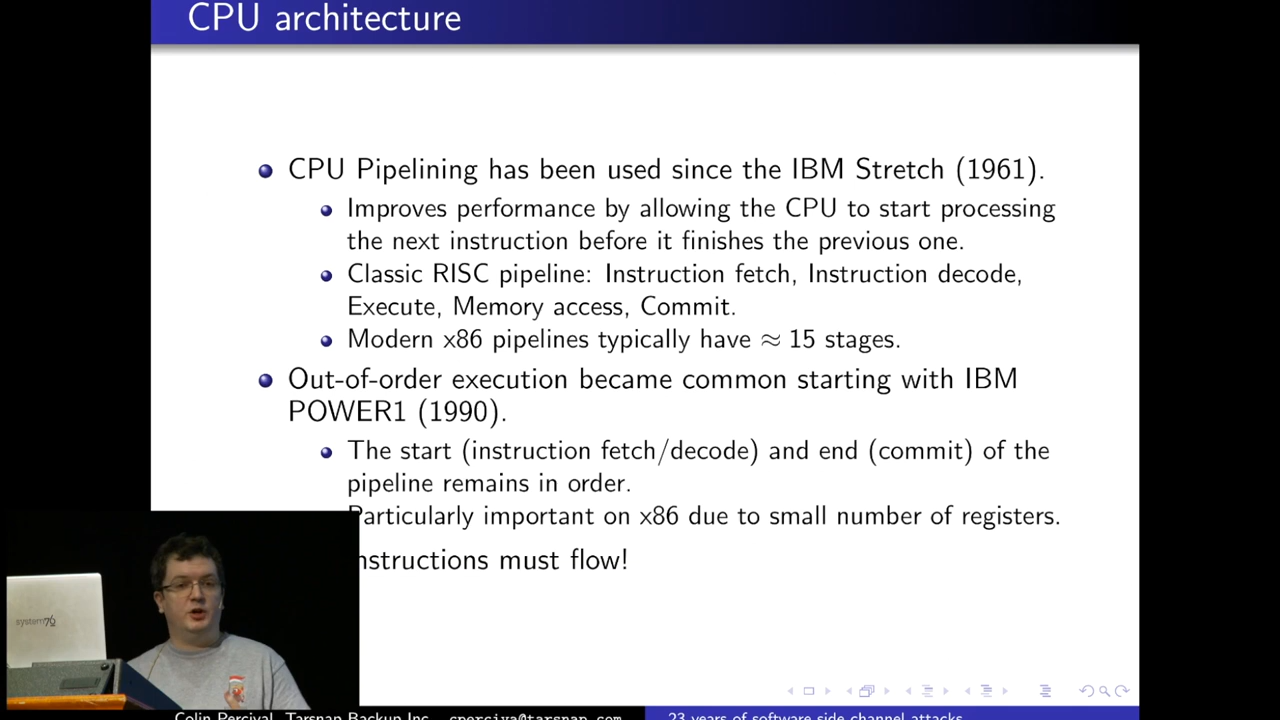 CPU architecture
CPU Pipelining has been used since the IBM Stretch (1961).
Improves performance by allowing the CPU to start processing
the next instruction before it finishes the previous one.
Classic RISC pipeline: Instruction fetch, Instruction decode,
Execute, Memory access, Commit.
Modern x86 pipelines typically have ≈ 15 stages.
Out-of-order execution became common starting with IBM
POWER1 (1990).
The start (instruction fetch/decode) and end (commit) of the
pipeline remains in order.
Particularly important on x86 due to small number of registers.
nstructions must flow!
system76
Colin Percival, Tarsnap Backup Inc. cperciva@tarsnap.com
23 years of software side channel attacks